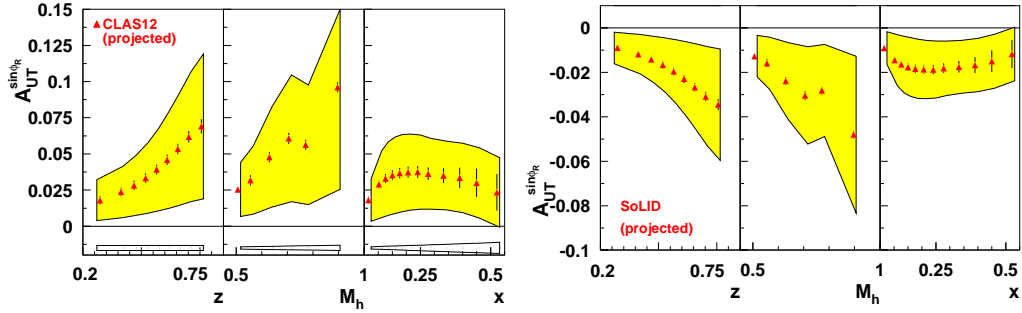 0.15
0.125
0.1
0.075
0.05
0.025
0
A_UT^sinφ_R
▲ CLAS12
(projected)
0.2 0.75 0.5 1 0.25 0.5
z M_h x
0
-0.02
-0.04
-0.06
-0.08
-0.1
A_UT^sinφ_R
SoLID
(projected)
0.2 0.75 0.5 1 0.25 0.5
z M_h x